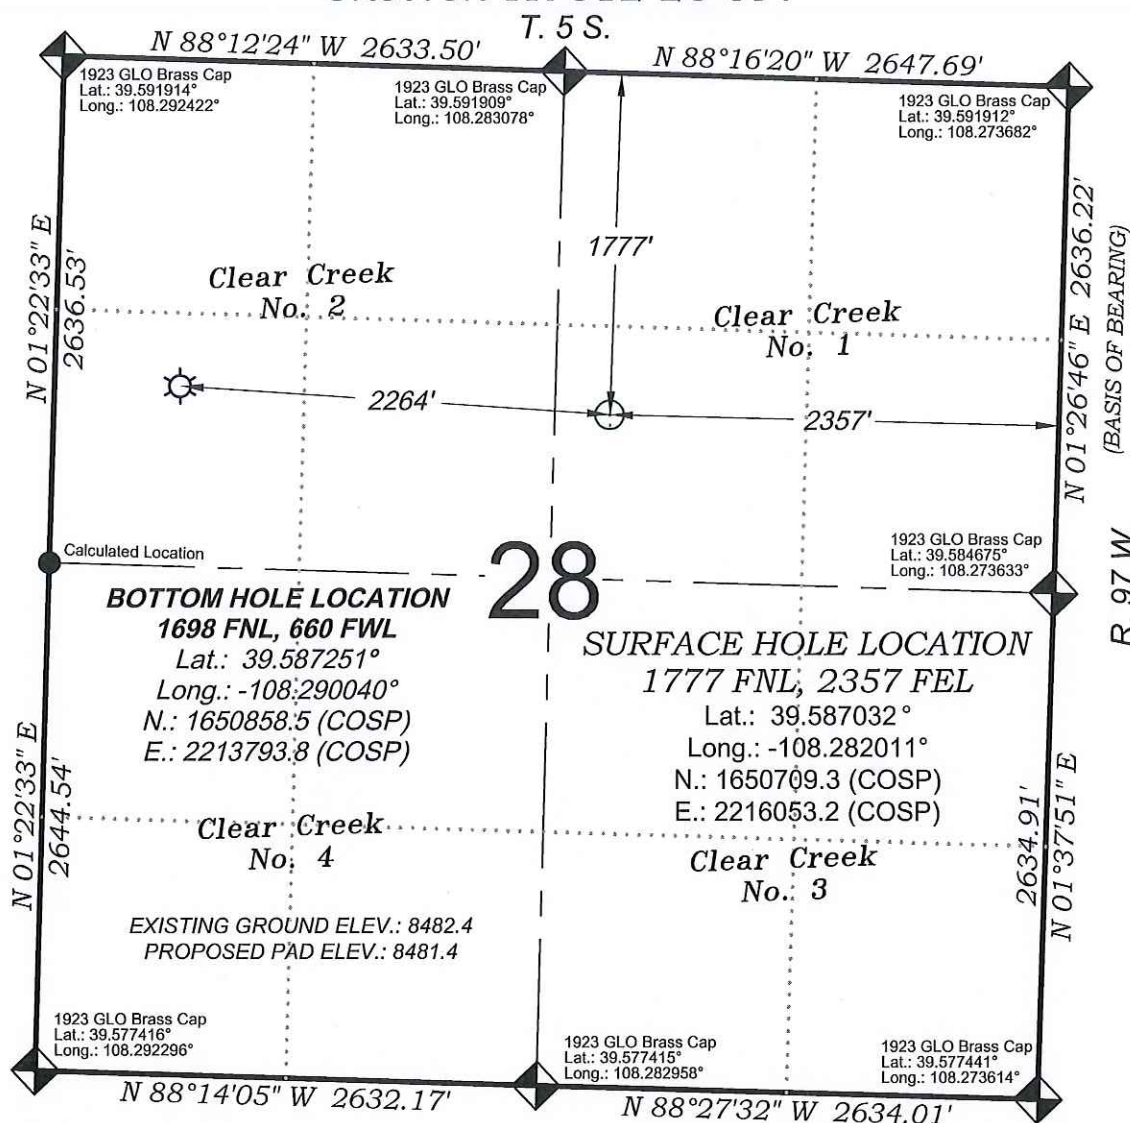 T. 5 S.
N 88°12'24" W 2633.50'
N 88°16'20" W 2647.69'
1923 GLO Brass Cap
Lat.: 39.591914°
Long.: 108.292422°
1923 GLO Brass Cap
Lat.: 39.591909°
Long.: 108.283078°
1923 GLO Brass Cap
Lat.: 39.591912°
Long.: 108.273682°
N 01°22'33" E
2636.53'
1777'
N 01°26'46" E 2636.22'
(BASIS OF BEARING)
Clear Creek
No. 2
Clear Creek
No. 1
2264'
2357'
Calculated Location
1923 GLO Brass Cap
Lat.: 39.584675°
Long.: 108.273633°
28
R. 97 W.
BOTTOM HOLE LOCATION
1698 FNL, 660 FWL
Lat.: 39.587251°
Long.: -108.290040°
N.: 1650858.5 (COSP)
E.: 2213793.8 (COSP)
SURFACE HOLE LOCATION
1777 FNL, 2357 FEL
Lat.: 39.587032°
Long.: -108.282011°
N.: 1650709.3 (COSP)
E.: 2216053.2 (COSP)
N 01°22'33" E
2644.54'
2634.91'
N 01°37'51" E
Clear Creek
No. 4
Clear Creek
No. 3
EXISTING GROUND ELEV.: 8482.4
PROPOSED PAD ELEV.: 8481.4
1923 GLO Brass Cap
Lat.: 39.577416°
Long.: 108.292296°
1923 GLO Brass Cap
Lat.: 39.577415°
Long.: 108.282958°
1923 GLO Brass Cap
Lat.: 39.577441°
Long.: 108.273614°
N 88°14'05" W 2632.17'
N 88°27'32" W 2634.01'